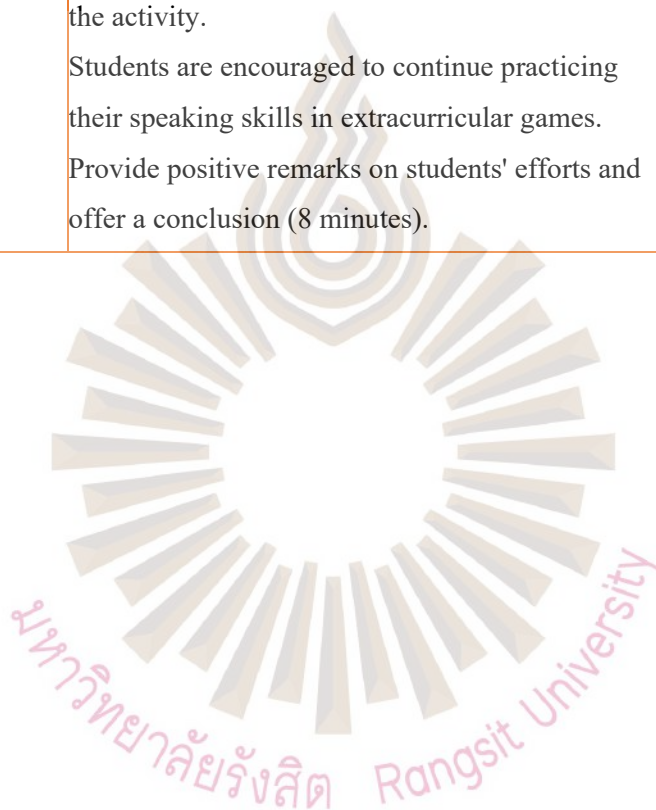 the activity.
Students are encouraged to continue practicing
their speaking skills in extracurricular games.
Provide positive remarks on students' efforts and
offer a conclusion (8 minutes).
มหาวิทยาลัยรังสิต Rangsit University